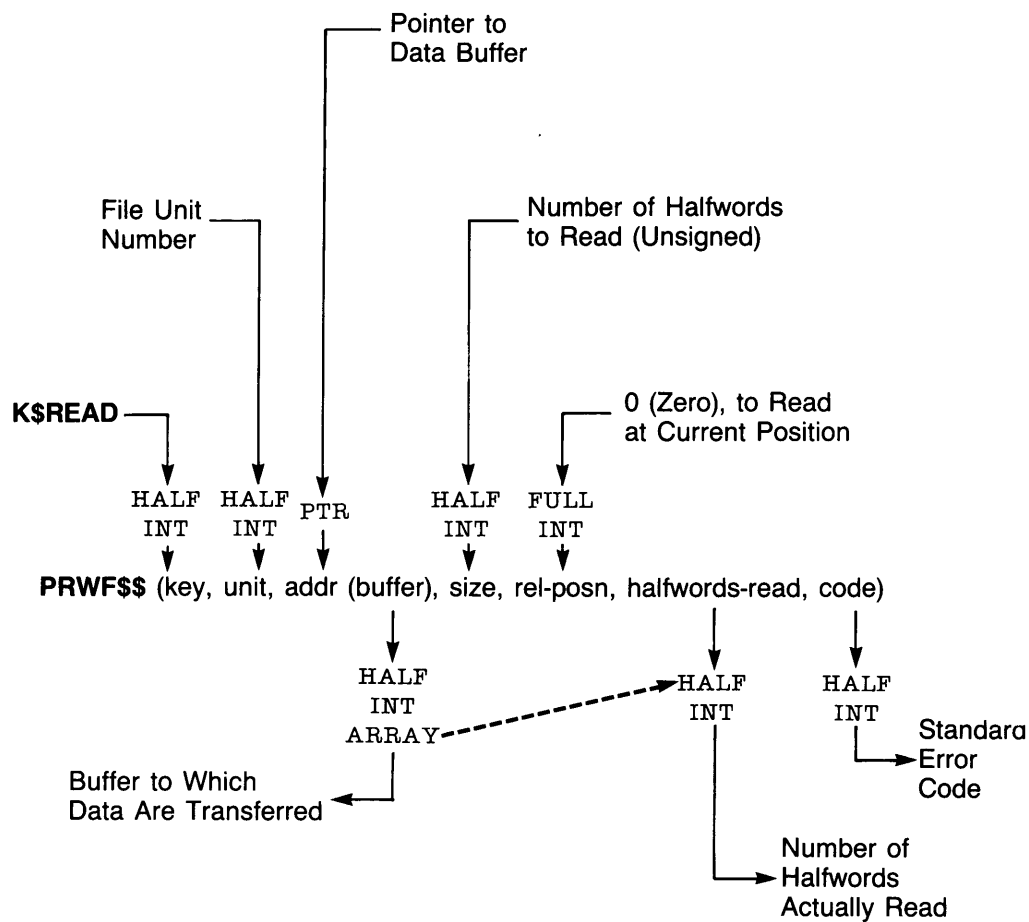 Pointer to
Data Buffer
File Unit
Number
Number of Halfwords
to Read (Unsigned)
K$READ
0 (Zero), to Read
at Current Position
HALF
INT
HALF
INT
PTR
HALF
INT
FULL
INT
PRWF$$ (key, unit, addr (buffer), size, rel-posn, halfwords-read, code)
HALF
INT
ARRAY
HALF
INT
HALF
INT
Standard
Error
Code
Buffer to Which
Data Are Transferred
Number of
Halfwords
Actually Read